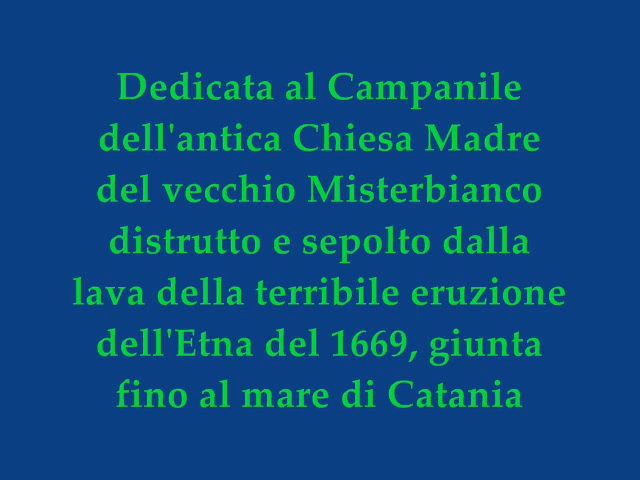 Dedicata al Campanile
dell'antica Chiesa Madre
del vecchio Misterbianco
distrutto e sepolto dalla
lava della terribile eruzione
dell'Etna del 1669, giunta
fino al mare di Catania